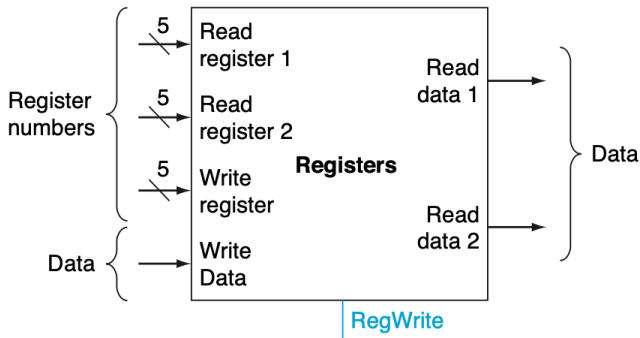 5
Read
register 1
5
Read
register 2
Register
numbers
5
Write
register
Data
Write
Data
Registers
Read
data 1
Read
data 2
Data
RegWrite